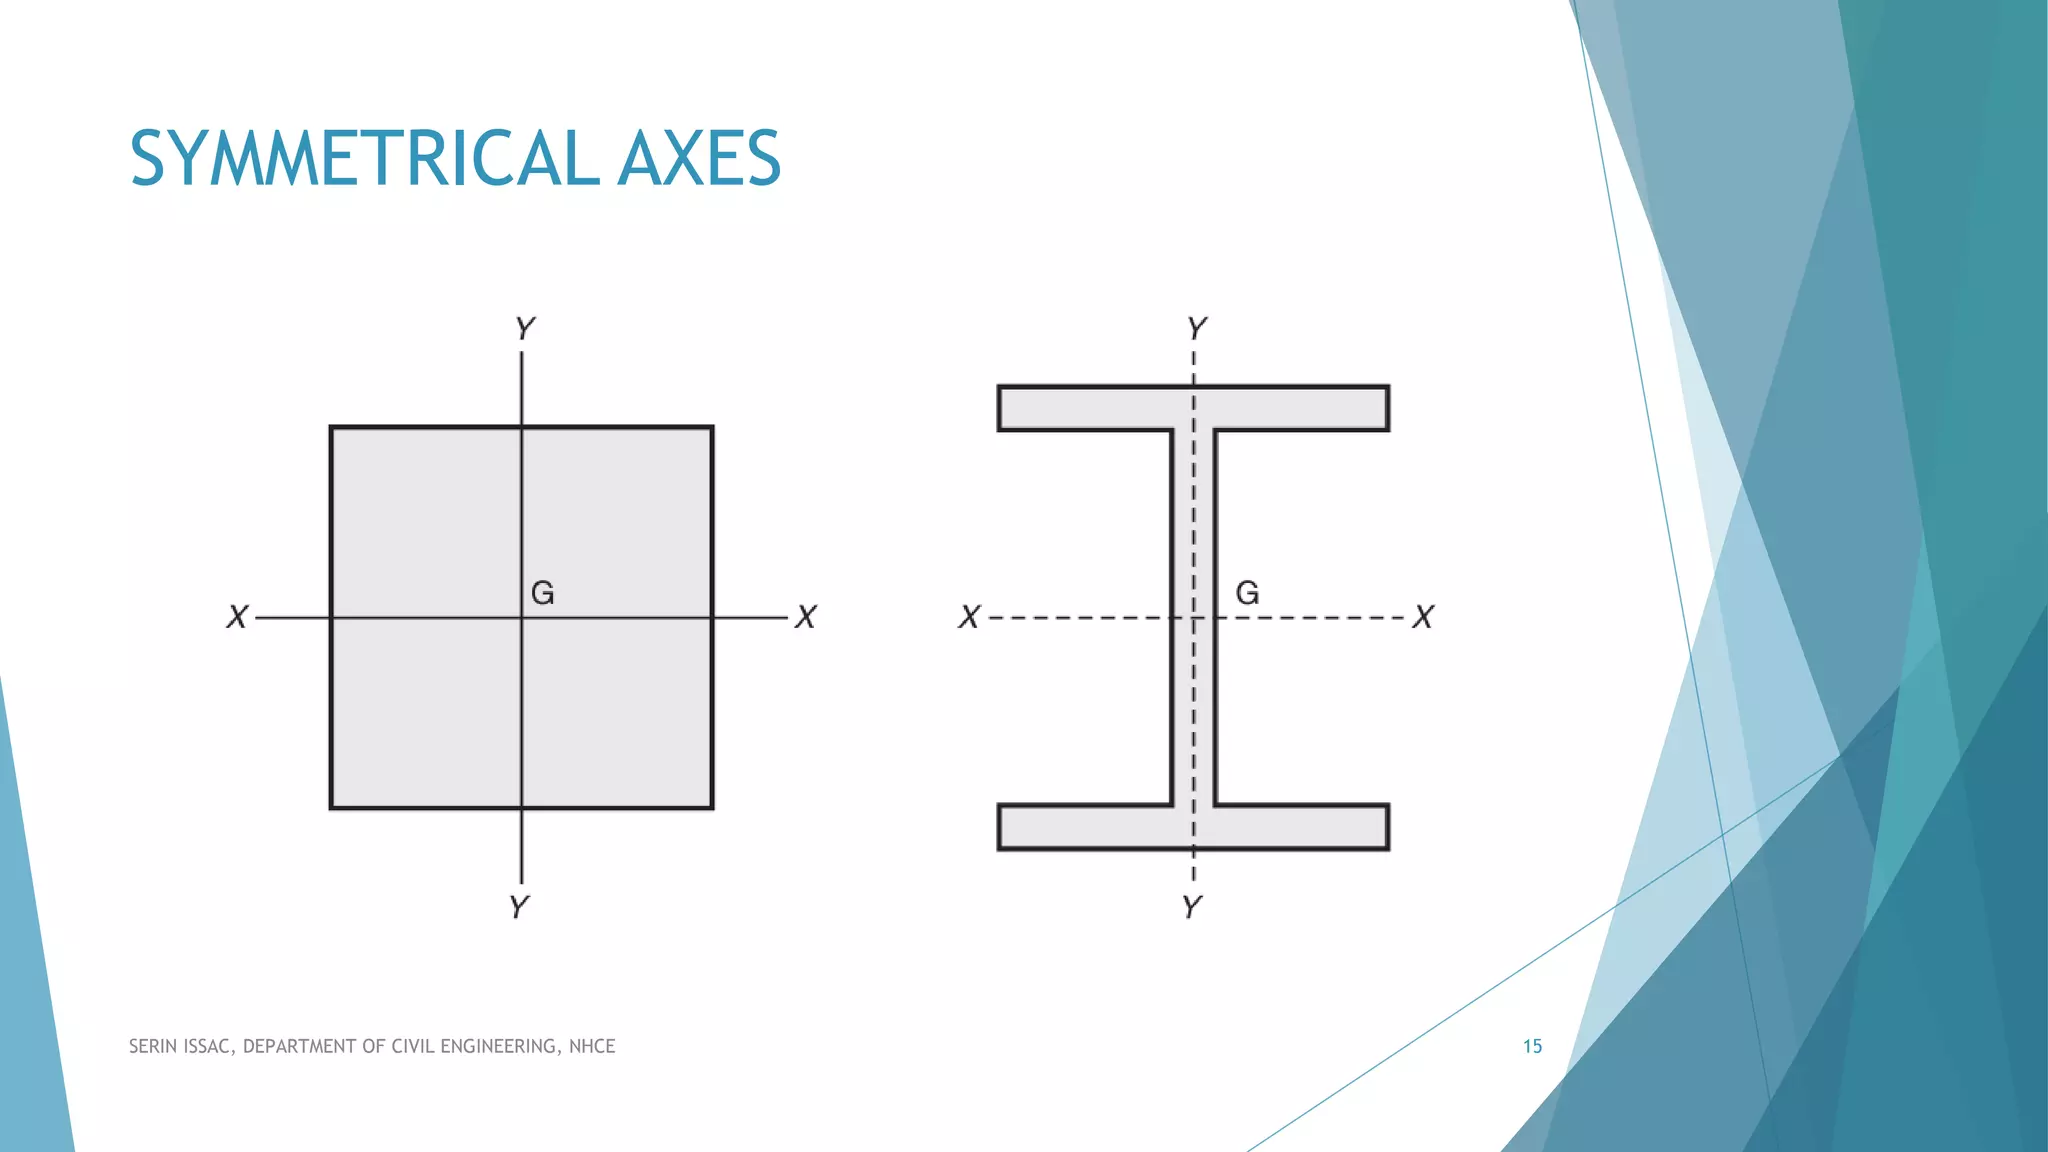 SYMMETRICAL AXES
Y
Y
G
G
X
X
X
X
Y
Y
SERIN ISSAC, DEPARTMENT OF CIVIL ENGINEERING, NHCE
15